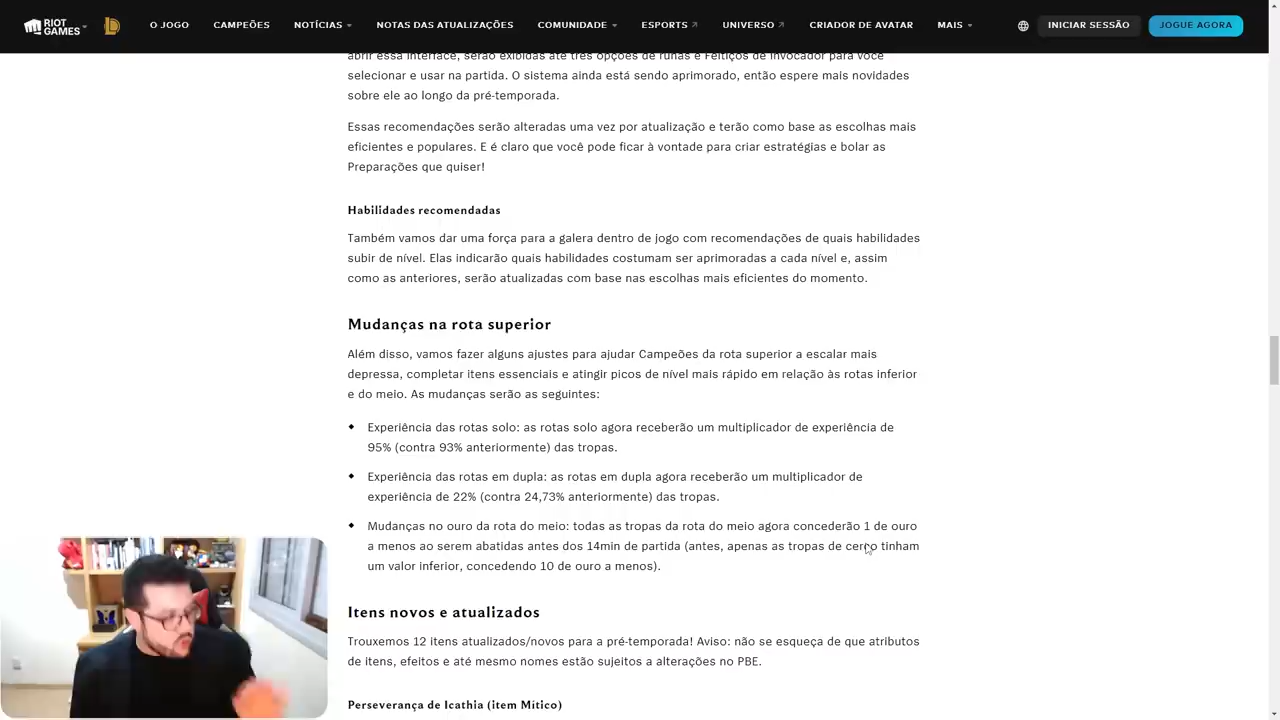 RIOT GAMES
O JOGO CAMPEÕES NOTÍCIAS NOTAS DAS ATUALIZAÇÕES COMUNIDADE ESPORTS UNIVERSO CRIADOR DE AVATAR MAIS INICIAR SESSÃO JOGUE AGORA
abrir essa interface, serão exibidas até três opções de runas e Feitiços de Invocador para você
selecionar e usar na partida. O sistema ainda está sendo aprimorado, então espere mais novidades
sobre ele ao longo da pré-temporada.
Essas recomendações serão alteradas uma vez por atualização e terão como base as escolhas mais
eficientes e populares. E é claro que você pode ficar à vontade para criar estratégias e bolar as
Preparações que quiser!
Habilidades recomendadas
Também vamos dar uma força para a galera dentro de jogo com recomendações de quais habilidades
subir de nível. Elas indicarão quais habilidades costumam ser aprimoradas a cada nível e, assim
como as anteriores, serão atualizadas com base nas escolhas mais eficientes do momento.
Mudanças na rota superior
Além disso, vamos fazer alguns ajustes para ajudar Campeões da rota superior a escalar mais
depressa, completar itens essenciais e atingir picos de nível mais rápido em relação às rotas inferior
e do meio. As mudanças serão as seguintes:
Experiência das rotas solo: as rotas solo agora receberão um multiplicador de experiência de
95% (contra 93% anteriormente) das tropas.
Experiência das rotas em dupla: as rotas em dupla agora receberão um multiplicador de
experiência de 22% (contra 24,73% anteriormente) das tropas.
Mudanças no ouro da rota do meio: todas as tropas da rota do meio agora concederão 1 de ouro
a menos ao serem abatidas antes dos 14min de partida (antes, apenas as tropas de cerco tinham
um valor inferior, concedendo 10 de ouro a menos).
Itens novos e atualizados
Trouxemos 12 itens atualizados/novos para a pré-temporada! Aviso: não se esqueça de que atributos
de itens, efeitos e até mesmo nomes estão sujeitos a alterações no PBE.
Perseverança de Icathia (item Mítico)